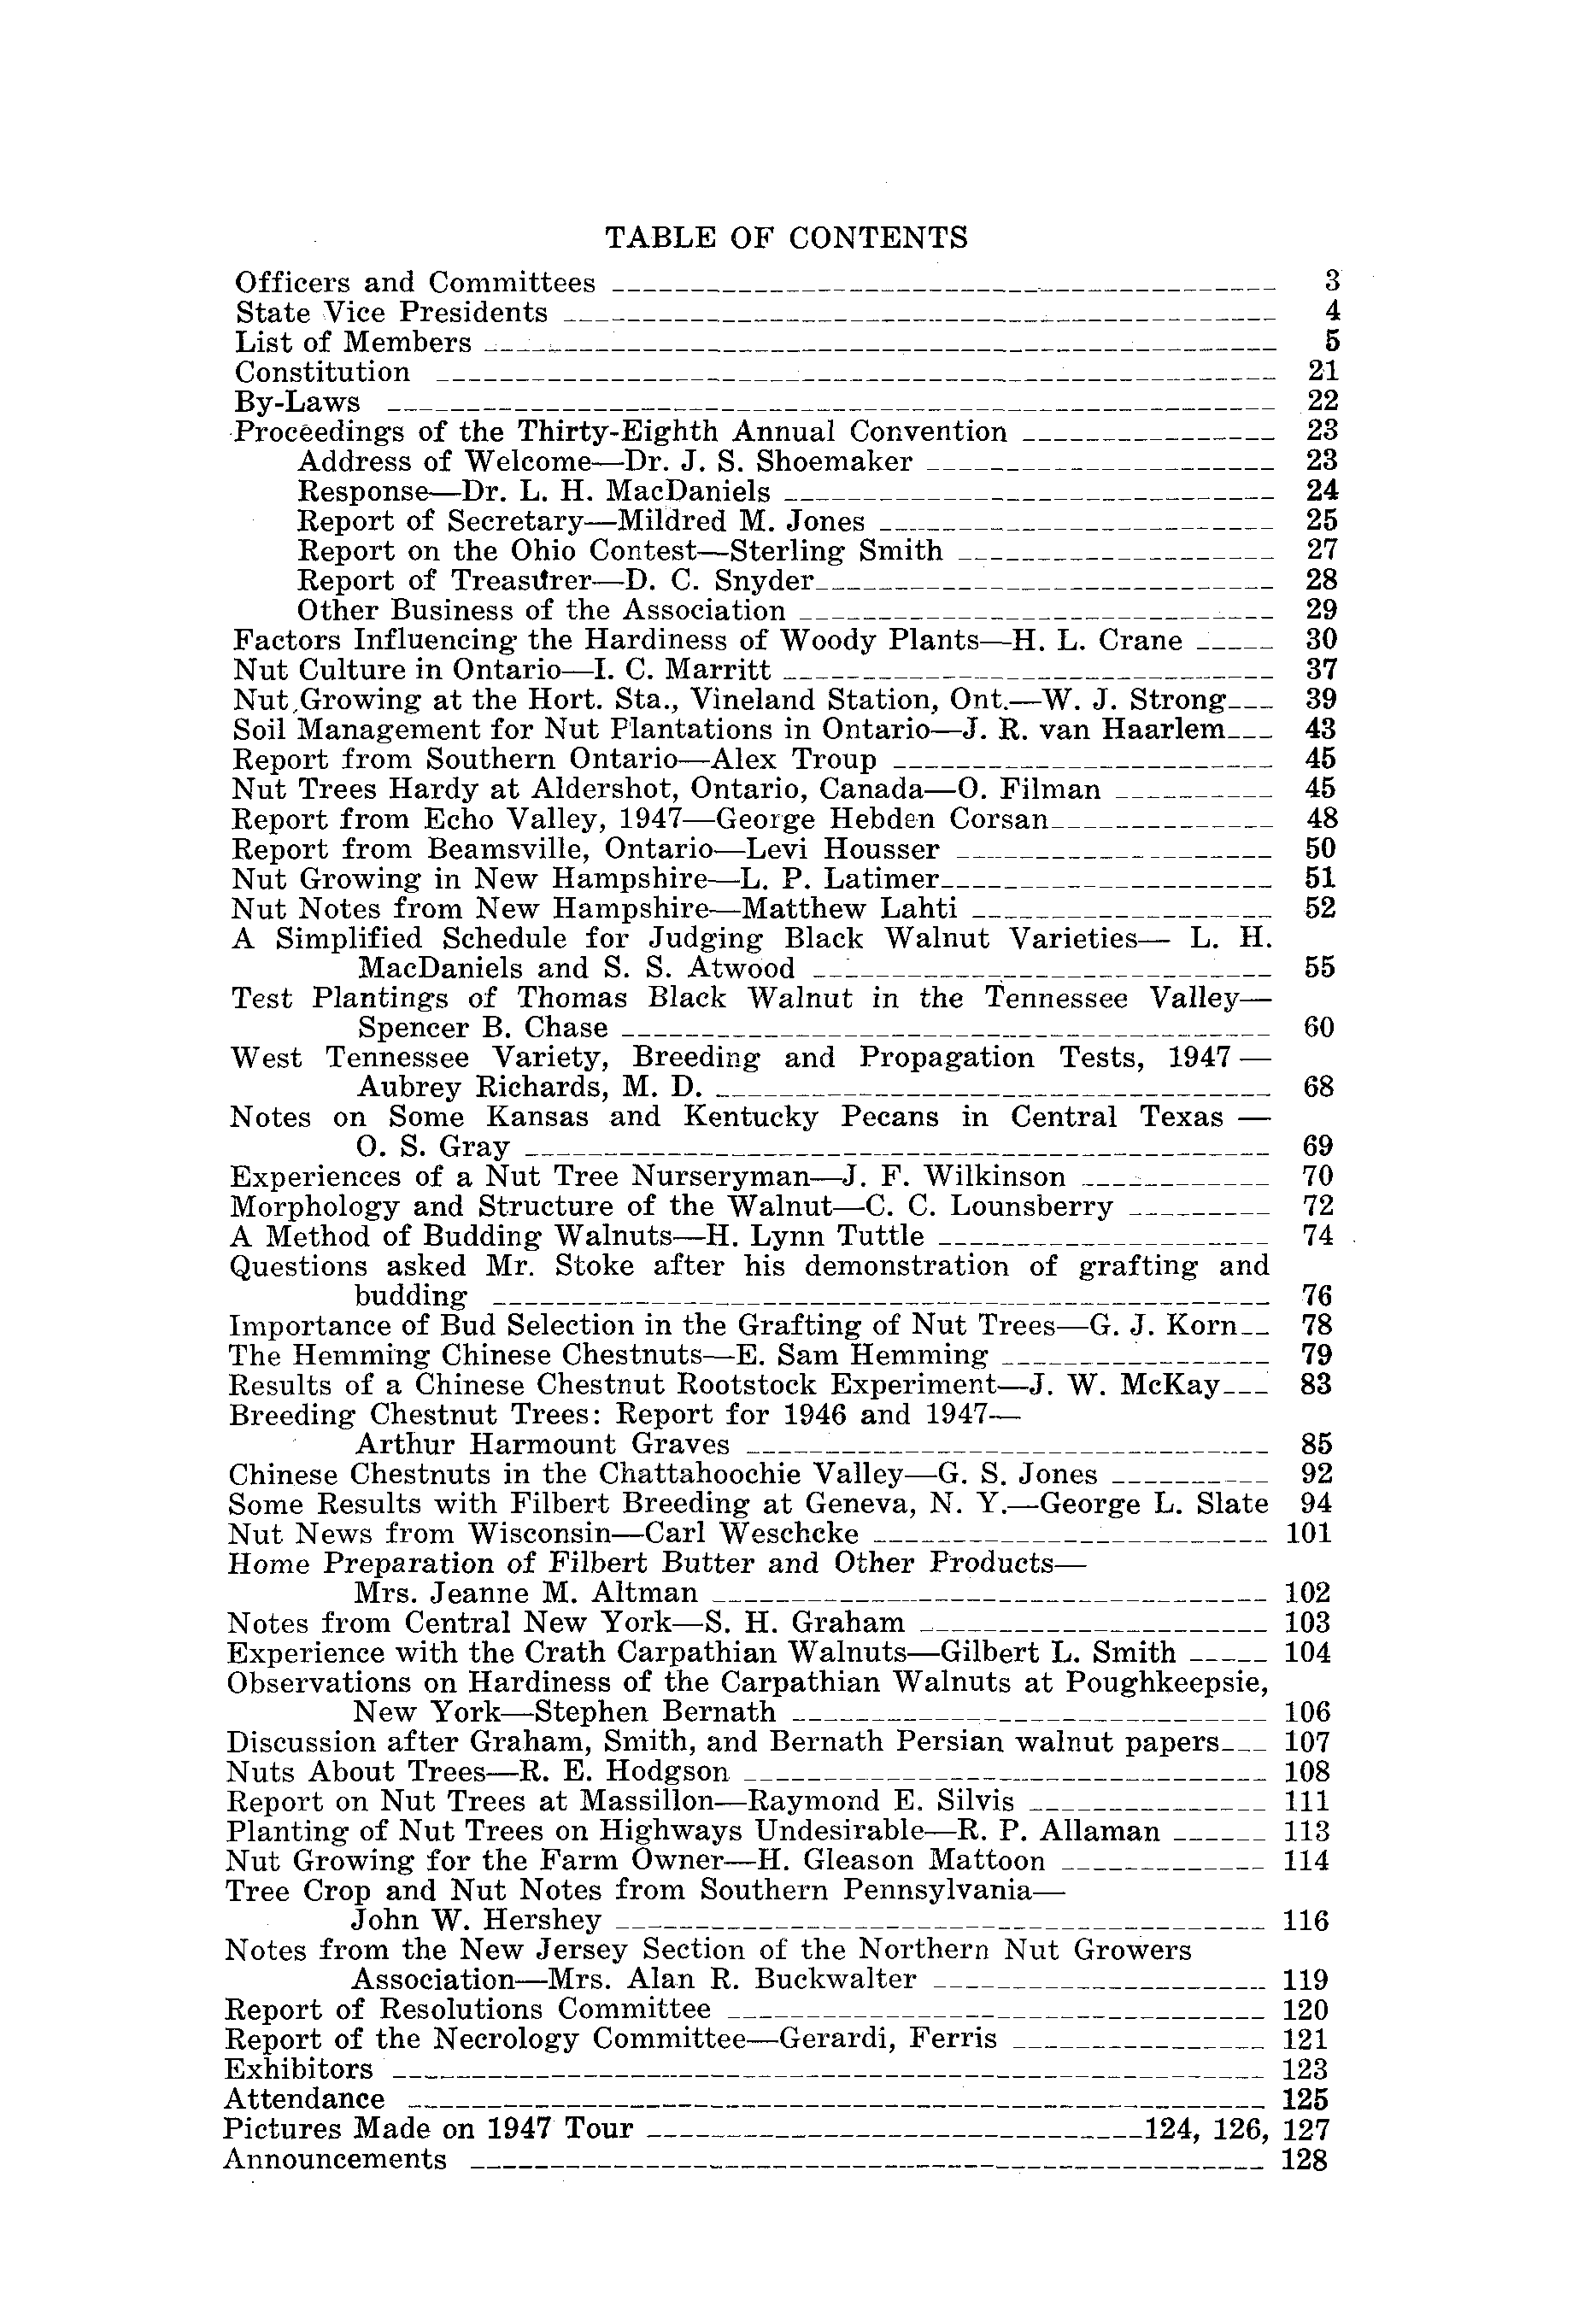 TABLE OF CONTENTS
Officers and Committees 3
State Vice Presidents 4
List of Members 5
Constitution 21
By-Laws 22
Proceedings of the Thirty-Eighth Annual Convention 23
Address of Welcome—Dr. J. S. Shoemaker 23
Response—Dr. L. H. MacDaniels 24
Report of Secretary—Mildred M. Jones 25
Report on the Ohio Contest—Sterling Smith 27
Report of Treasurer—D. C. Snyder 28
Other Business of the Association 29
Factors Influencing the Hardiness of Woody Plants—H. L. Crane 30
Nut Culture in Ontario—I. C. Marritt 37
Nut Growing at the Hort. Sta., Vineland Station, Ont.—W. J. Strong 39
Soil Management for Nut Plantations in Ontario—J. R. van Haarlem 43
Report from Southern Ontario—Alex Troup 45
Nut Trees Hardy at Aldershot, Ontario, Canada—O. Filman 45
Report from Echo Valley, 1947—George Hebden Corsan 48
Report from Beamsville, Ontario—Levi Housser 50
Nut Growing in New Hampshire—L. P. Latimer 51
Nut Notes from New Hampshire—Matthew Lahti 52
A Simplified Schedule for Judging Black Walnut Varieties— L. H.
MacDaniels and S. S. Atwood 55
Test Plantings of Thomas Black Walnut in the Tennessee Valley—
Spencer B. Chase 60
West Tennessee Variety, Breeding and Propagation Tests, 1947 —
Aubrey Richards, M. D. 68
Notes on Some Kansas and Kentucky Pecans in Central Texas —
O. S. Gray 69
Experiences of a Nut Tree Nurseryman—J. F. Wilkinson 70
Morphology and Structure of the Walnut—C. C. Lounsberry 72
A Method of Budding Walnuts—H. Lynn Tuttle 74
Questions asked Mr. Stoke after his demonstration of grafting and
budding 76
Importance of Bud Selection in the Grafting of Nut Trees—G. J. Korn 78
The Hemming Chinese Chestnuts—E. Sam Hemming 79
Results of a Chinese Chestnut Rootstock Experiment—J. W. McKay 83
Breeding Chestnut Trees: Report for 1946 and 1947—
Arthur Harmount Graves 85
Chinese Chestnuts in the Chattahoochie Valley—G. S. Jones 92
Some Results with Filbert Breeding at Geneva, N. Y.—George L. Slate 94
Nut News from Wisconsin—Carl Weschcke 101
Home Preparation of Filbert Butter and Other Products—
Mrs. Jeanne M. Altman 102
Notes from Central New York—S. H. Graham 103
Experience with the Crath Carpathian Walnuts—Gilbert L. Smith 104
Observations on Hardiness of the Carpathian Walnuts at Poughkeepsie,
New York—Stephen Bernath 106
Discussion after Graham, Smith, and Bernath Persian walnut papers 107
Nuts About Trees—R. E. Hodgson 108
Report on Nut Trees at Massillon—Raymond E. Silvis 111
Planting of Nut Trees on Highways Undesirable—R. P. Allaman 113
Nut Growing for the Farm Owner—H. Gleason Mattoon 114
Tree Crop and Nut Notes from Southern Pennsylvania—
John W. Hershey 116
Notes from the New Jersey Section of the Northern Nut Growers
Association—Mrs. Alan R. Buckwalter 119
Report of Resolutions Committee 120
Report of the Necrology Committee—Gerardi, Ferris 121
Exhibitors 123
Attendance 125
Pictures Made on 1947 Tour 124, 126, 127
Announcements 128